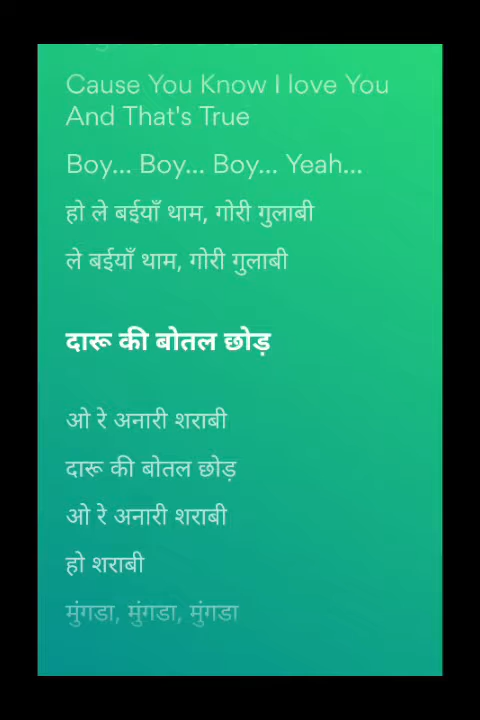 Cause You Know I love You
And That's True
Boy... Boy... Boy... Yeah...
हो ले बईयाँ थाम, गोरी गुलाबी
ले बईयाँ थाम, गोरी गुलाबी
दारू की बोतल छोड़
ओ रे अनारी शराबी
दारू की बोतल छोड़
ओ रे अनारी शराबी
हो शराबी
मुंगडा, मुंगडा, मुंगडा